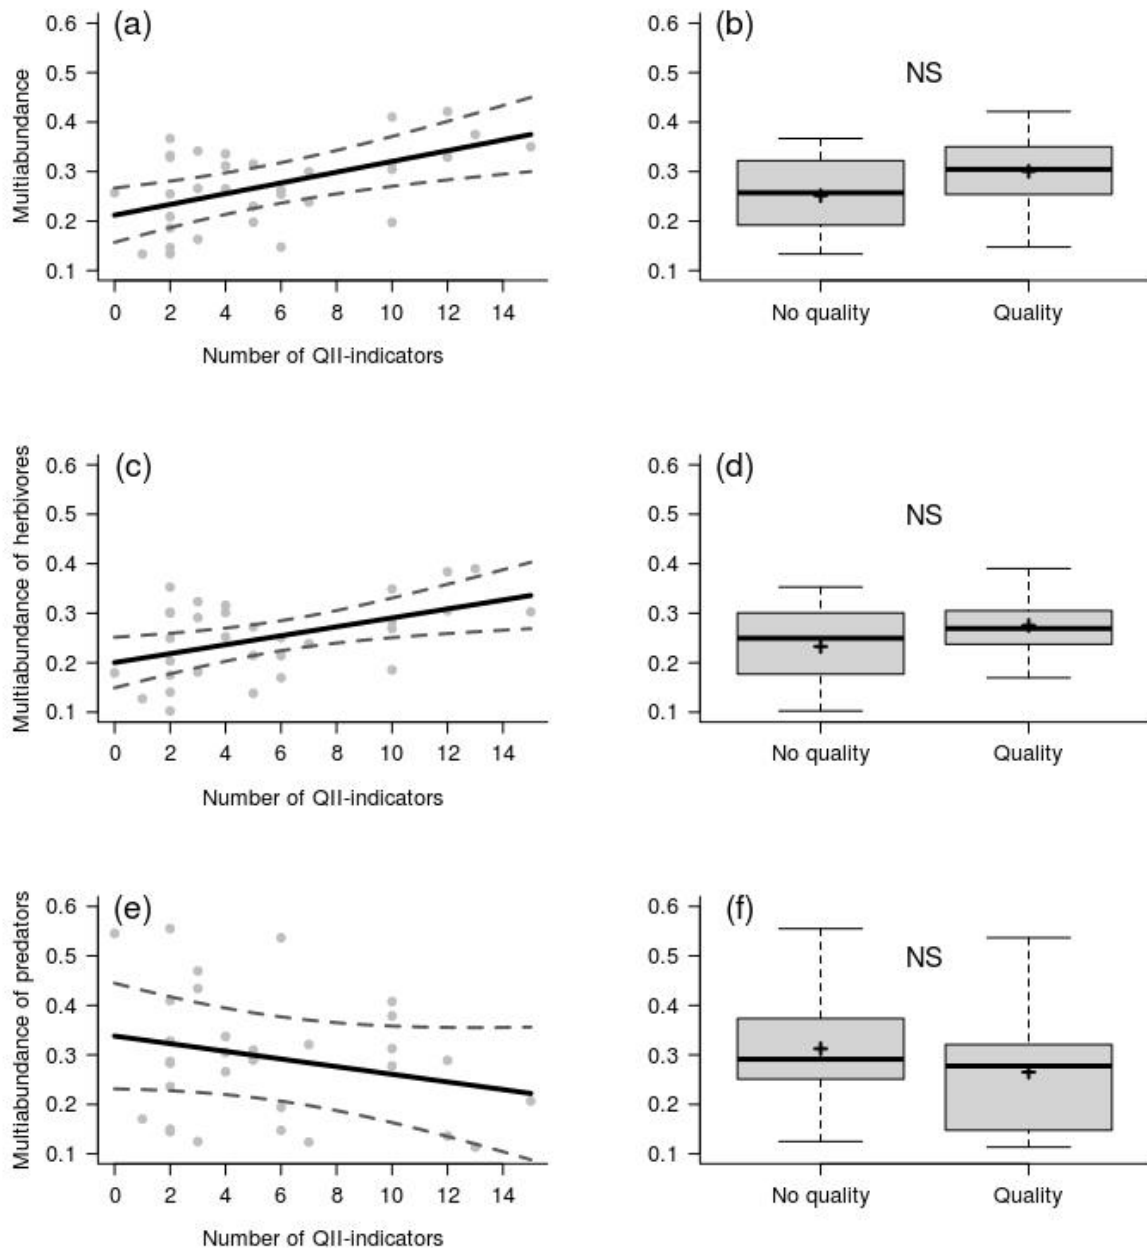 (a)
Multiabundance
0.6
0.5
0.4
0.3
0.2
0.1
0 2 4 6 8 10 12 14
Number of QII-indicators
(b)
NS
0.6
0.5
0.4
0.3
0.2
0.1
No quality Quality
(c)
Multiabundance of herbivores
0.6
0.5
0.4
0.3
0.2
0.1
0 2 4 6 8 10 12 14
Number of QII-indicators
(d)
NS
0.6
0.5
0.4
0.3
0.2
0.1
No quality Quality
(e)
Multiabundance of predators
0.6
0.5
0.4
0.3
0.2
0.1
0 2 4 6 8 10 12 14
Number of QII-indicators
(f)
NS
0.6
0.5
0.4
0.3
0.2
0.1
No quality Quality